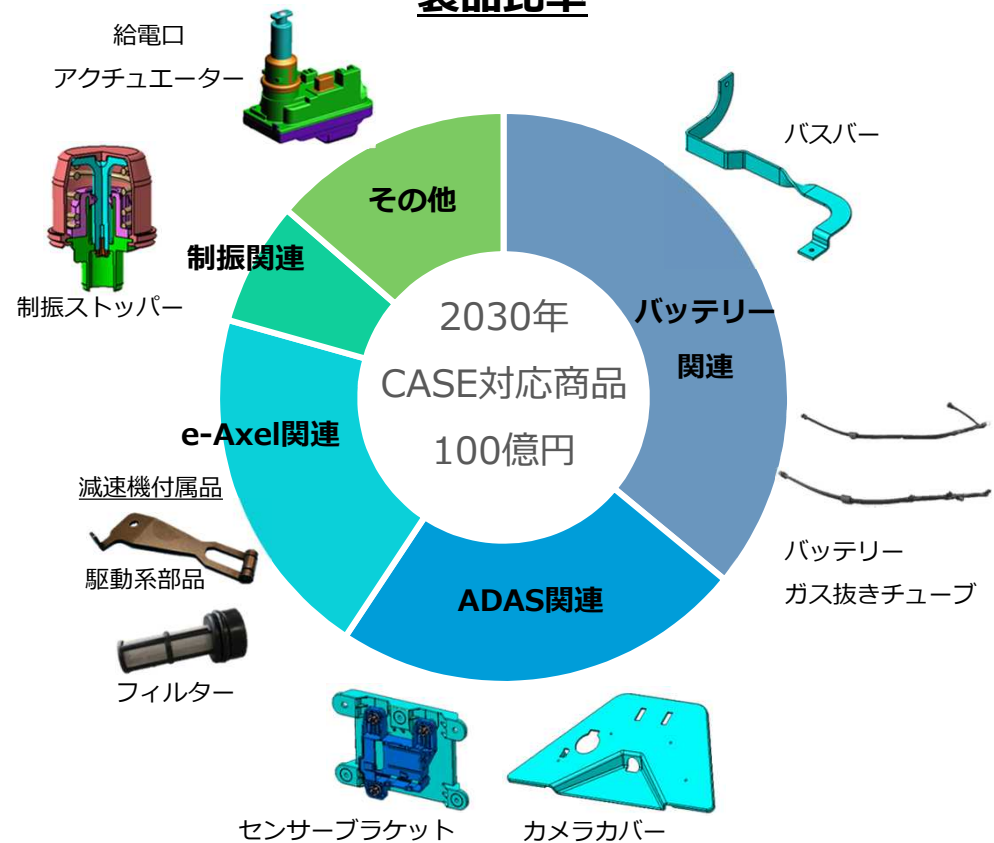 製品比率
給電口
アクチュエーター
バスバー
その他
制振関連
制振ストッパー
2030年
CASE対応商品
100億円
バッテリー
関連
e-Axel関連
減速機付属品
駆動系部品
フィルター
バッテリー
ガス抜きチューブ
ADAS関連
センサーブラケット
カメラカバー